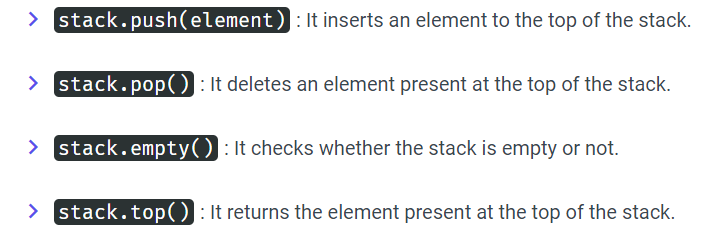 stack.push(element) : It inserts an element to the top of the stack.
stack.pop() : It deletes an element present at the top of the stack.
stack.empty() : It checks whether the stack is empty or not.
stack.top() : It returns the element present at the top of the stack.